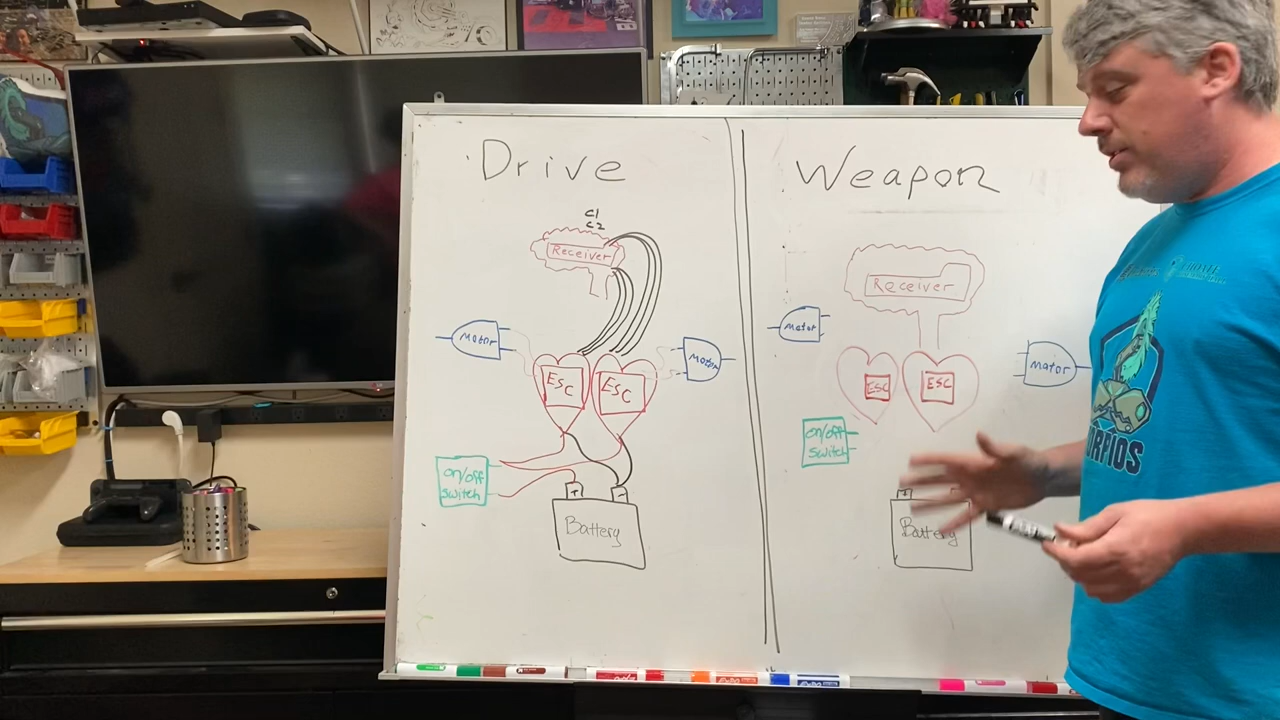 Drive
C1
C2
Receiver
Motor
Motor
ESC
ESC
on/off
Switch
+
-
Battery
Weapon
Receiver
Motor
Motor
ESC
ESC
on/off
Switch
+
Battery
ORFIOS